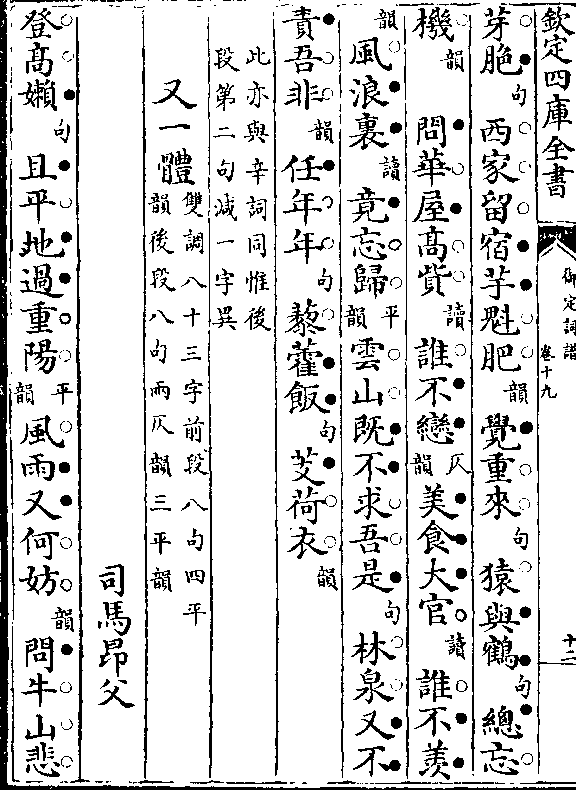 欽定四庫全書
御定詞譜
卷十九
十二
芽脃句西家留宿芋魁肥韻覺重來句猿與鶴句總忘
機韻問華屋高貲讀誰不戀仄韻美食大官讀誰不羨
韻風浪裏讀竟忘歸平韻雲山既不求吾是句林泉又不
責吾非韻任年年句藜藿飯句芰荷衣韻
此亦與辛詞同惟後
段第二句減一字異
又一體雙調八十三字前段八句四平
韻後段八句兩仄韻三平韻
司馬昂父
登高嬾句且平地過重陽平韻風雨又何妨韻問牛山悲